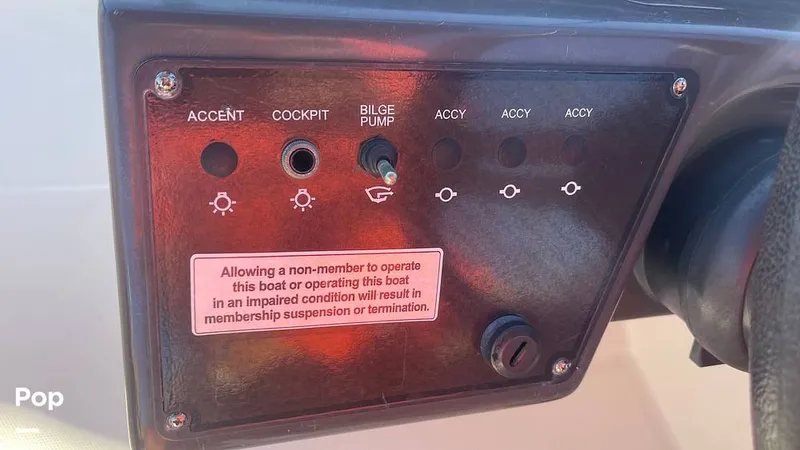 ACCENT COCKPIT BILGE PUMP ACCY ACCY ACCY
Allowing a non-member to operate
this boat or operating this boat
in an impaired condition will result in
membership suspension or termination.
Pop